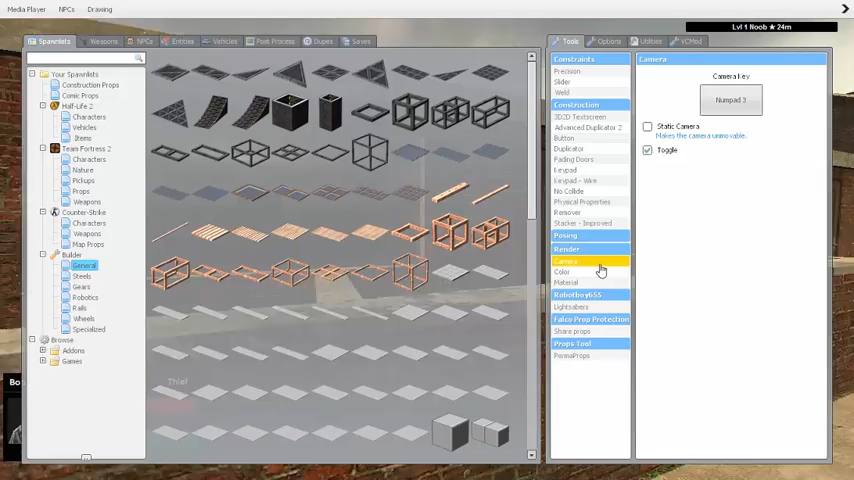 Media Player NPCs Drawing
Lvl 1 Noob ★ 24m
Spawnlists Weapons NPCs Entities Vehicles Post Process Dupes Saves
Tools Options Utilities VCMod
Your Spawnlists
Construction Props
Comic Props
Half-Life 2
Characters
Vehicles
Items
Team Fortress 2
Characters
Nature
Pickups
Props
Weapons
Counter-Strike
Characters
Weapons
Map Props
Builder
General
Steels
Gears
Robotics
Rails
Wheels
Specialized
Browse
Addons
Games
Thief
Bo
Constraints
Precision
Slider
Weld
Construction
3D2D Textscreen
Advanced Duplicator 2
Button
Duplicator
Fading Doors
Keypad
Keypad - Wire
No Collide
Physical Properties
Remover
Stacker - Improved
Posing
Render
Camera
Color
Material
Robotboy655
Lightsabers
Falco Prop Protection
Share props
Props Tool
PermaProps
Camera
Camera Key
Numpad 3
Static Camera
Makes the camera unmovable.
Toggle